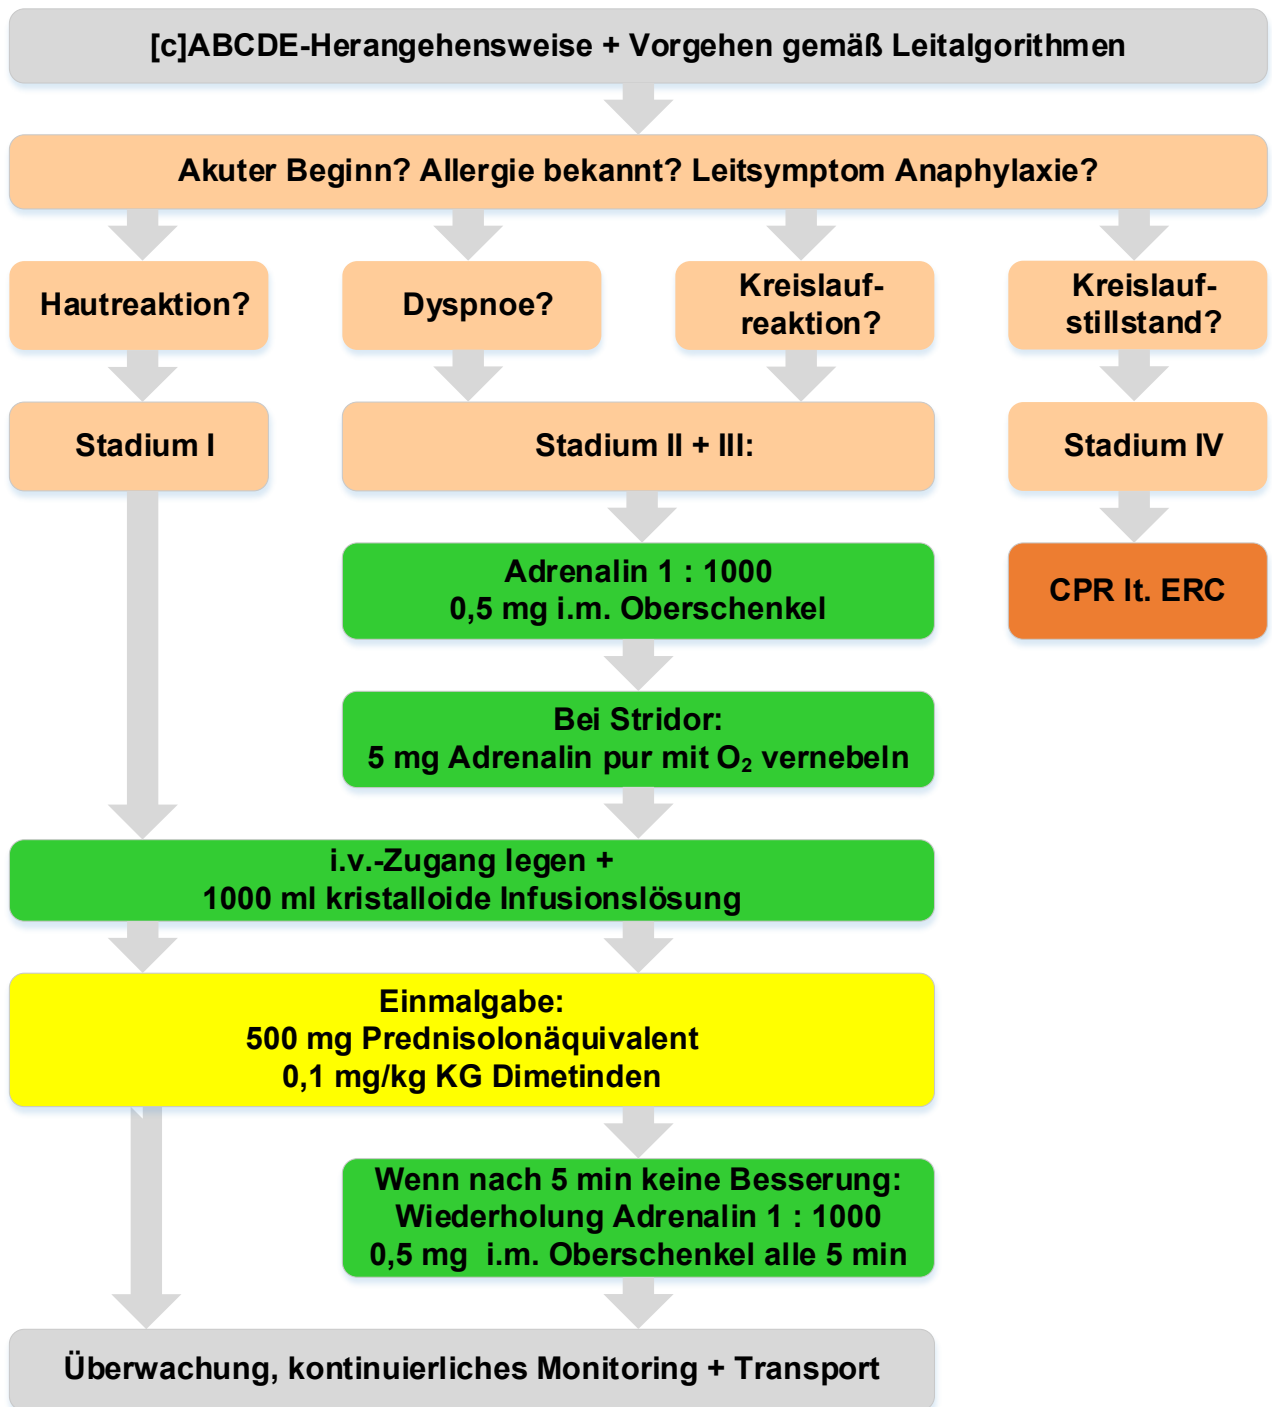 [c]ABCDE-Herangehensweise + Vorgehen gemäß Leitalgorithmen
Akuter Beginn? Allergie bekannt? Leitsymptom Anaphylaxie?
Hautreaktion?
Dyspnoe?
Kreislauf-
reaktion?
Kreislauf-
stillstand?
Stadium I
Stadium II + III:
Stadium IV
Adrenalin 1 : 1000
0,5 mg i.m. Oberschenkel
CPR lt. ERC
Bei Stridor:
5 mg Adrenalin pur mit O₂ vernebeln
i.v.-Zugang legen +
1000 ml kristalloide Infusionslösung
Einmalgabe:
500 mg Prednisolonäquivalent
0,1 mg/kg KG Dimetinden
Wenn nach 5 min keine Besserung:
Wiederholung Adrenalin 1 : 1000
0,5 mg  i.m. Oberschenkel alle 5 min
Überwachung, kontinuierliches Monitoring + Transport